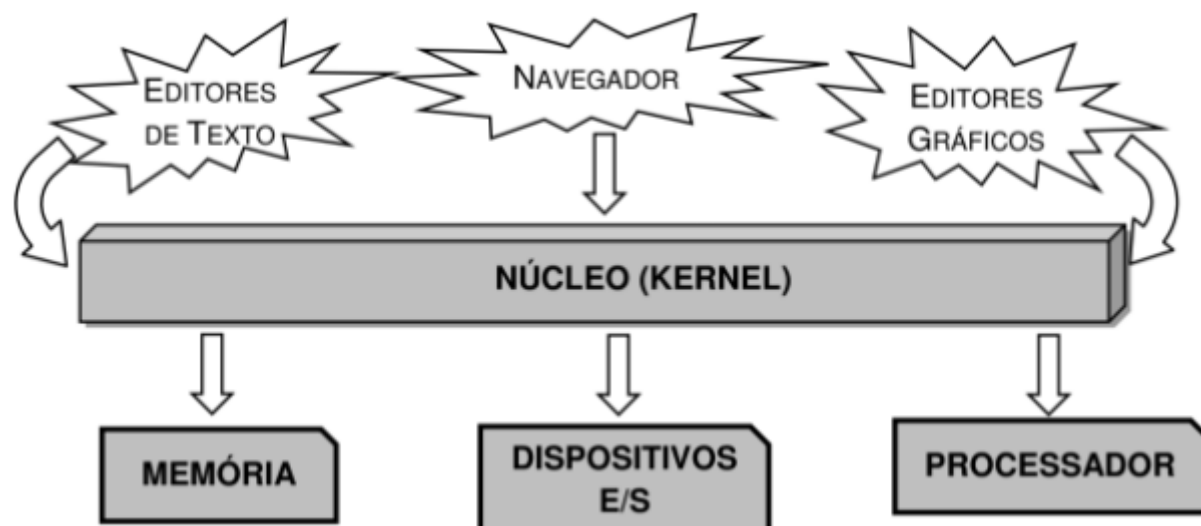 EDITORES
DE TEXTO
NAVEGADOR
EDITORES
GRÁFICOS
NÚCLEO (KERNEL)
MEMÓRIA
DISPOSITIVOS
E/S
PROCESSADOR